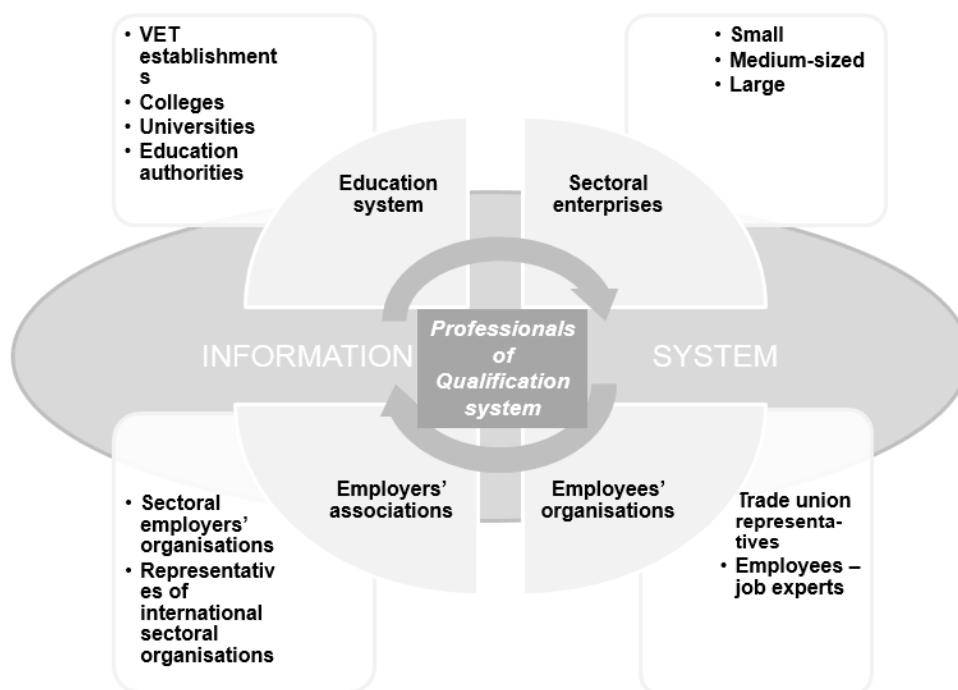 • VET
establishment
s
• Colleges
• Universities
• Education
authorities
• Small
• Medium-sized
• Large
Education
system
Sectoral
enterprises
INFORMATION
Professionals
of
Qualification
system
SYSTEM
Employers’
associations
Employees’
organisations
• Sectoral
employers’
organisations
• Representativ
es of
international
sectoral
organisations
Trade union
representa-
tives
• Employees –
job experts